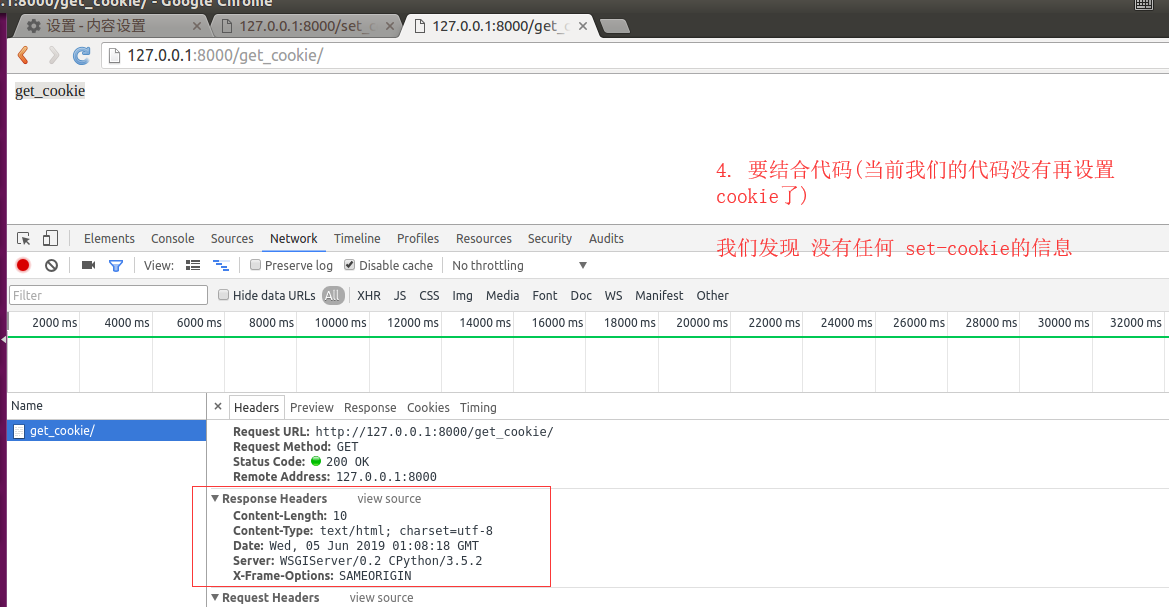 .1:8000/get_cookie/ - Google Chrome
设置 - 内容设置 × 127.0.0.1:8000/set_c × 127.0.0.1:8000/get_c ×
127.0.0.1:8000/get_cookie/
get_cookie
4. 要结合代码(当前我们的代码没有再设置
cookie了)
我们发现 没有任何 set-cookie的信息
Elements Console Sources Network Timeline Profiles Resources Security Audits
View: Preserve log Disable cache No throttling
Filter Hide data URLs All XHR JS CSS Img Media Font Doc WS Manifest Other
2000 ms 4000 ms 6000 ms 8000 ms 10000 ms 12000 ms 14000 ms 16000 ms 18000 ms 20000 ms 22000 ms 24000 ms 26000 ms 28000 ms 30000 ms 32000 ms
Name × Headers Preview Response Cookies Timing
get_cookie/
Request URL: http://127.0.0.1:8000/get_cookie/
Request Method: GET
Status Code: 200 OK
Remote Address: 127.0.0.1:8000
Response Headers view source
Content-Length: 10
Content-Type: text/html; charset=utf-8
Date: Wed, 05 Jun 2019 01:08:18 GMT
Server: WSGIServer/0.2 CPython/3.5.2
X-Frame-Options: SAMEORIGIN
Request Headers view source